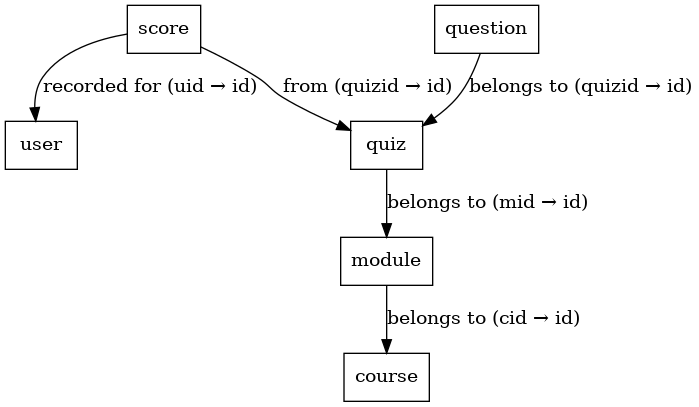 score
question
recorded for (uid → id)
from (quizid → id)
belongs to (quizid → id)
user
quiz
belongs to (mid → id)
module
belongs to (cid → id)
course